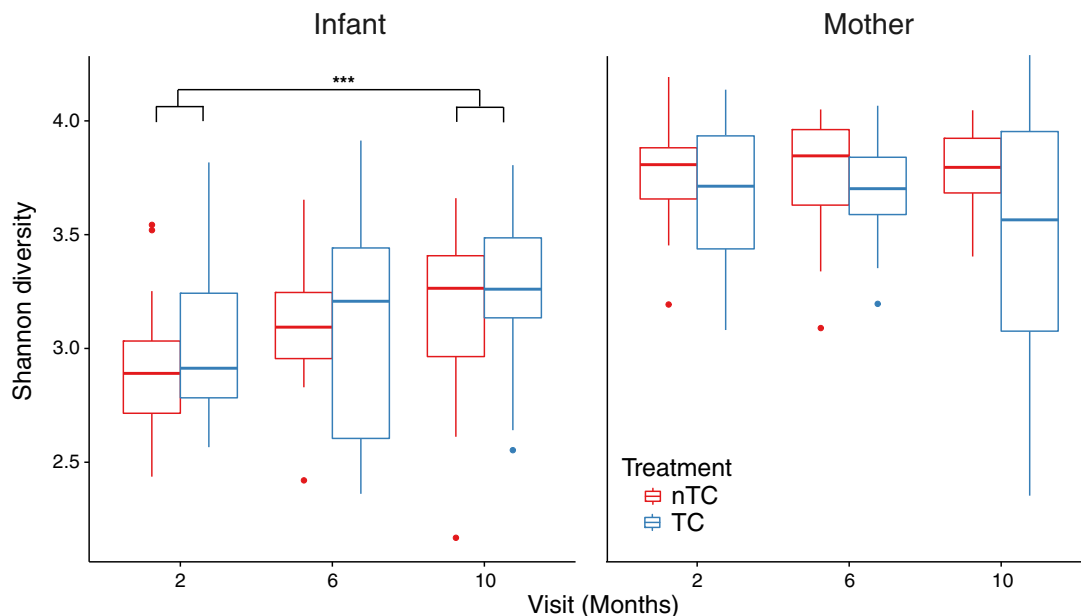 Infant
Mother
***
Shannon diversity
4.0
3.5
3.0
2.5
Treatment
nTC
TC
2
6
10
2
6
10
Visit (Months)